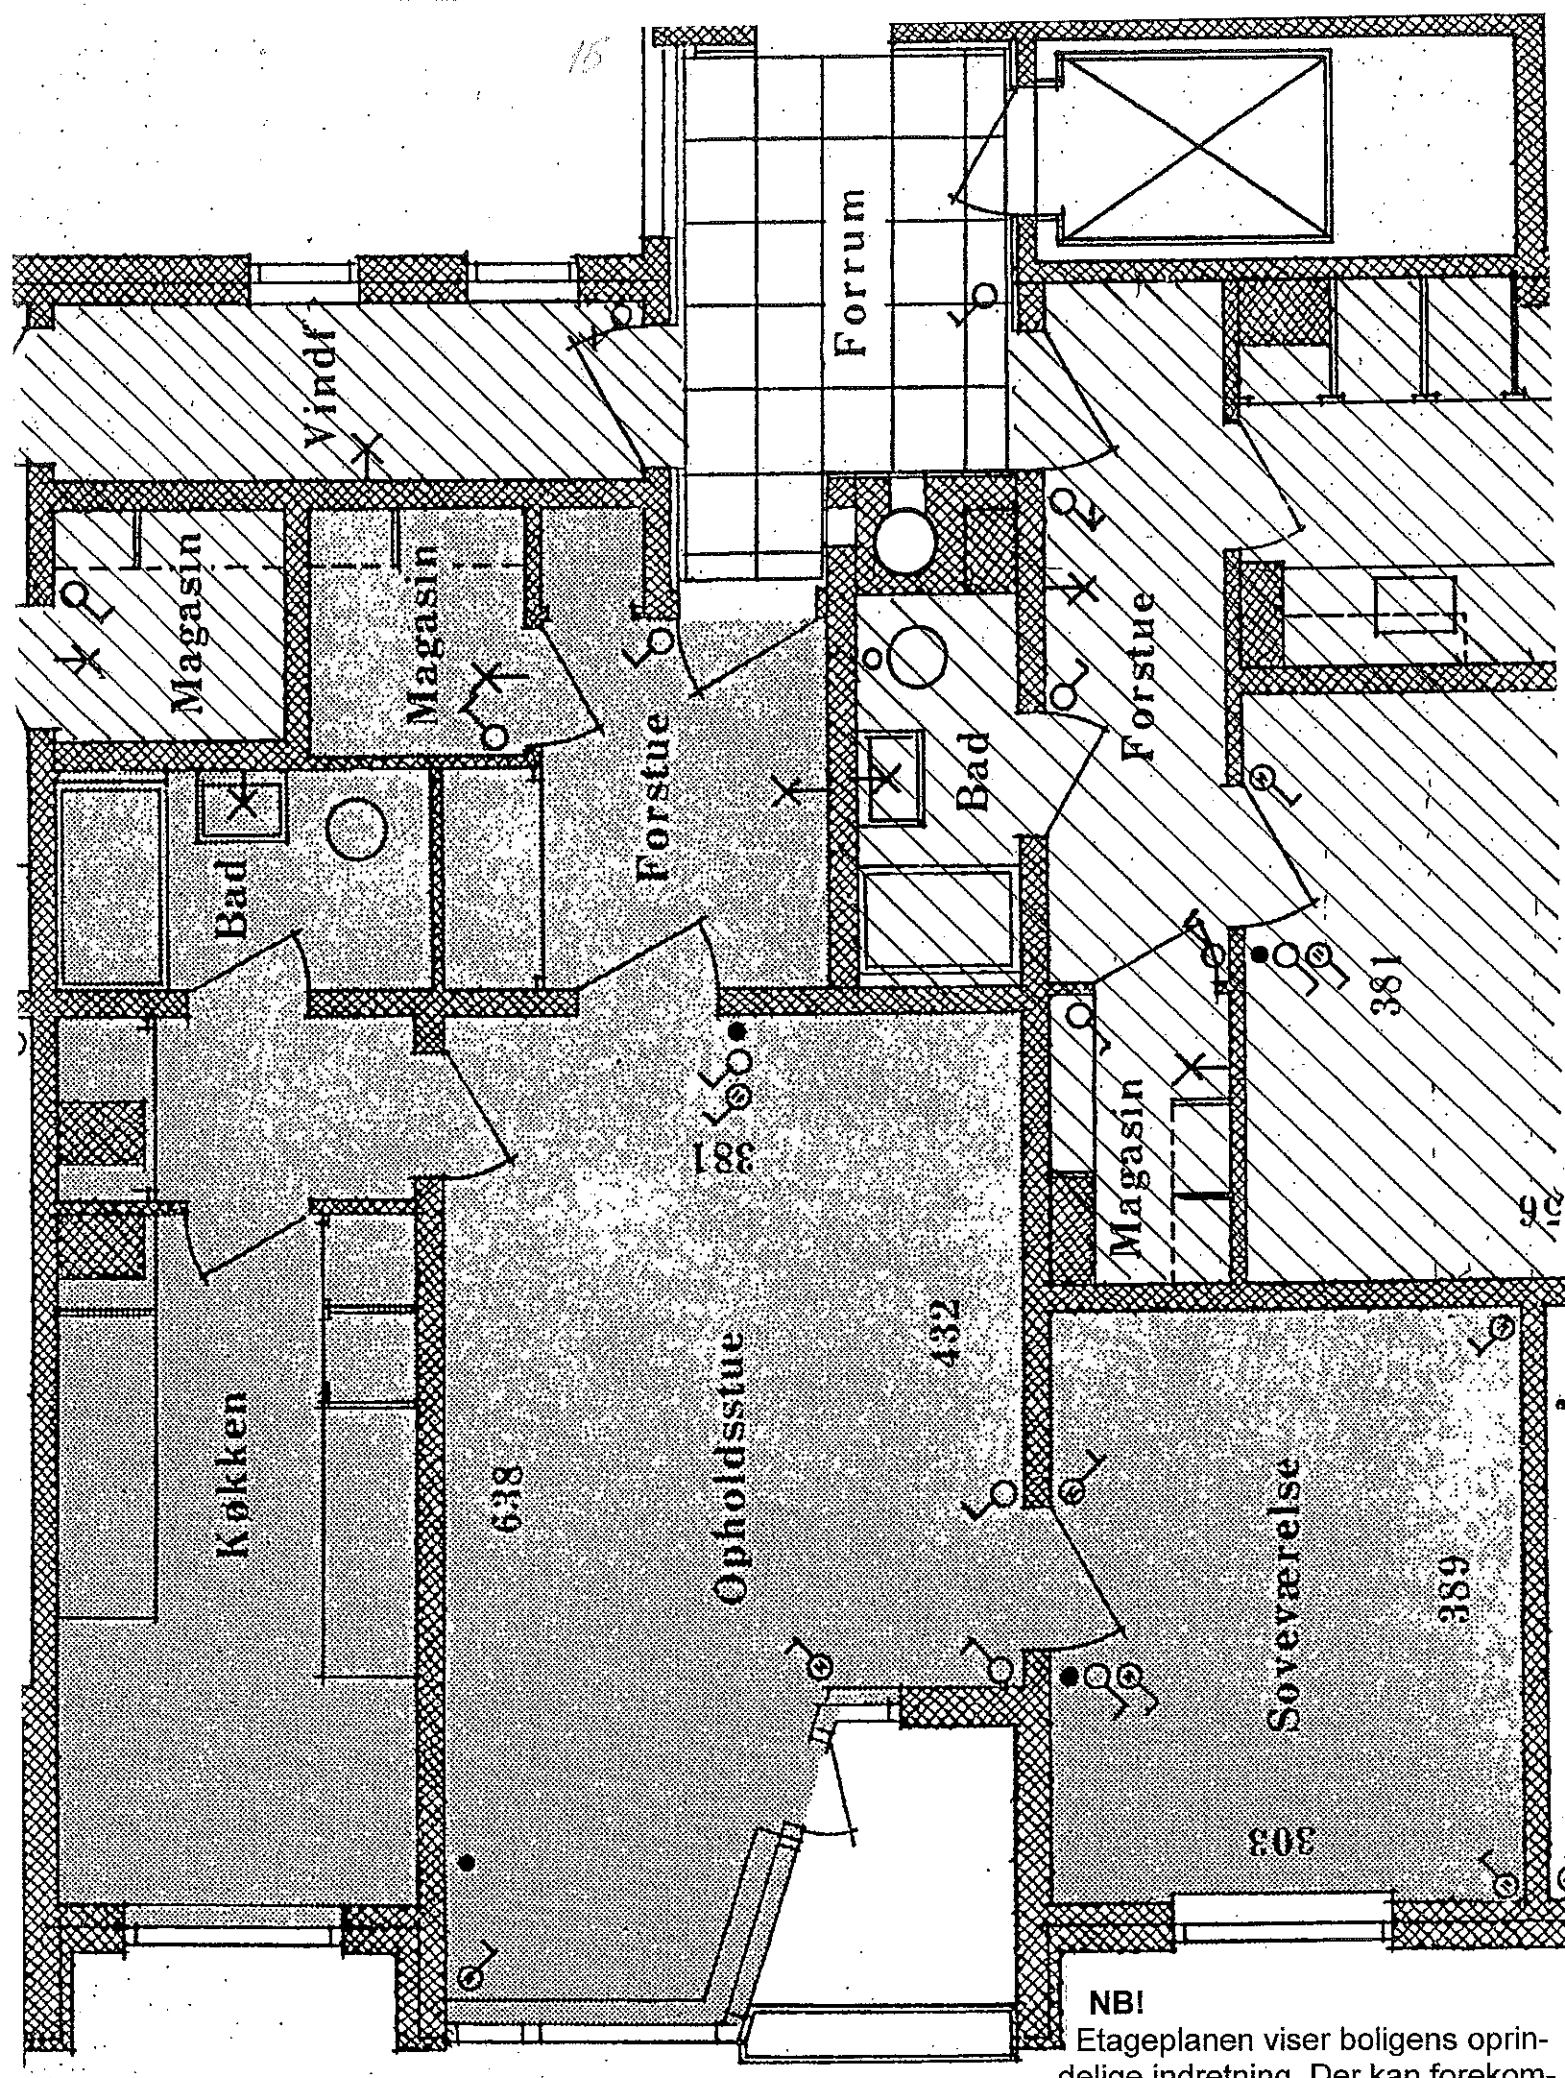 15
Forrum
Vindf
Magasin
Magasin
Forstue
Bad
Bad
Forstue
381
381
Magasin
432
638
Køkken
Opholdsstue
Soveværelse
389
303
NB!
Etageplanen viser boligens oprin-
delige indretning. Der kan forekom-